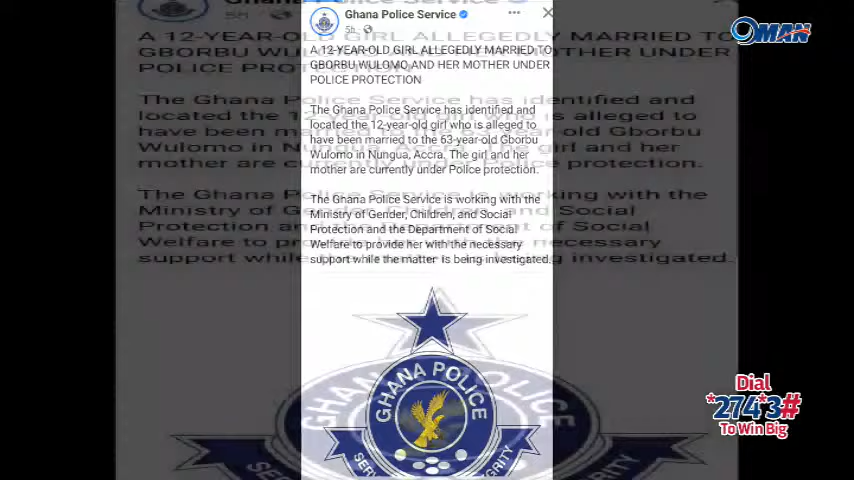 Ghana Police Service
5h
A 12-YEAR-OLD GIRL ALLEGEDLY MARRIED TO
GBORBU WULOMO AND HER MOTHER UNDER
POLICE PROTECTION
The Ghana Police Service has identified and
located the 12-year-old girl who is alleged to
have been married to the 63-year-old Gborbu
Wulomo in Nungua, Accra. The girl and her
mother are currently under Police protection.
The Ghana Police Service is working with the
Ministry of Gender, Children, and Social
Protection and the Department of Social
Welfare to provide her with the necessary
support while the matter is being investigated.
GHANA POLICE
OMAN
Dial
*274*3#
To Win Big